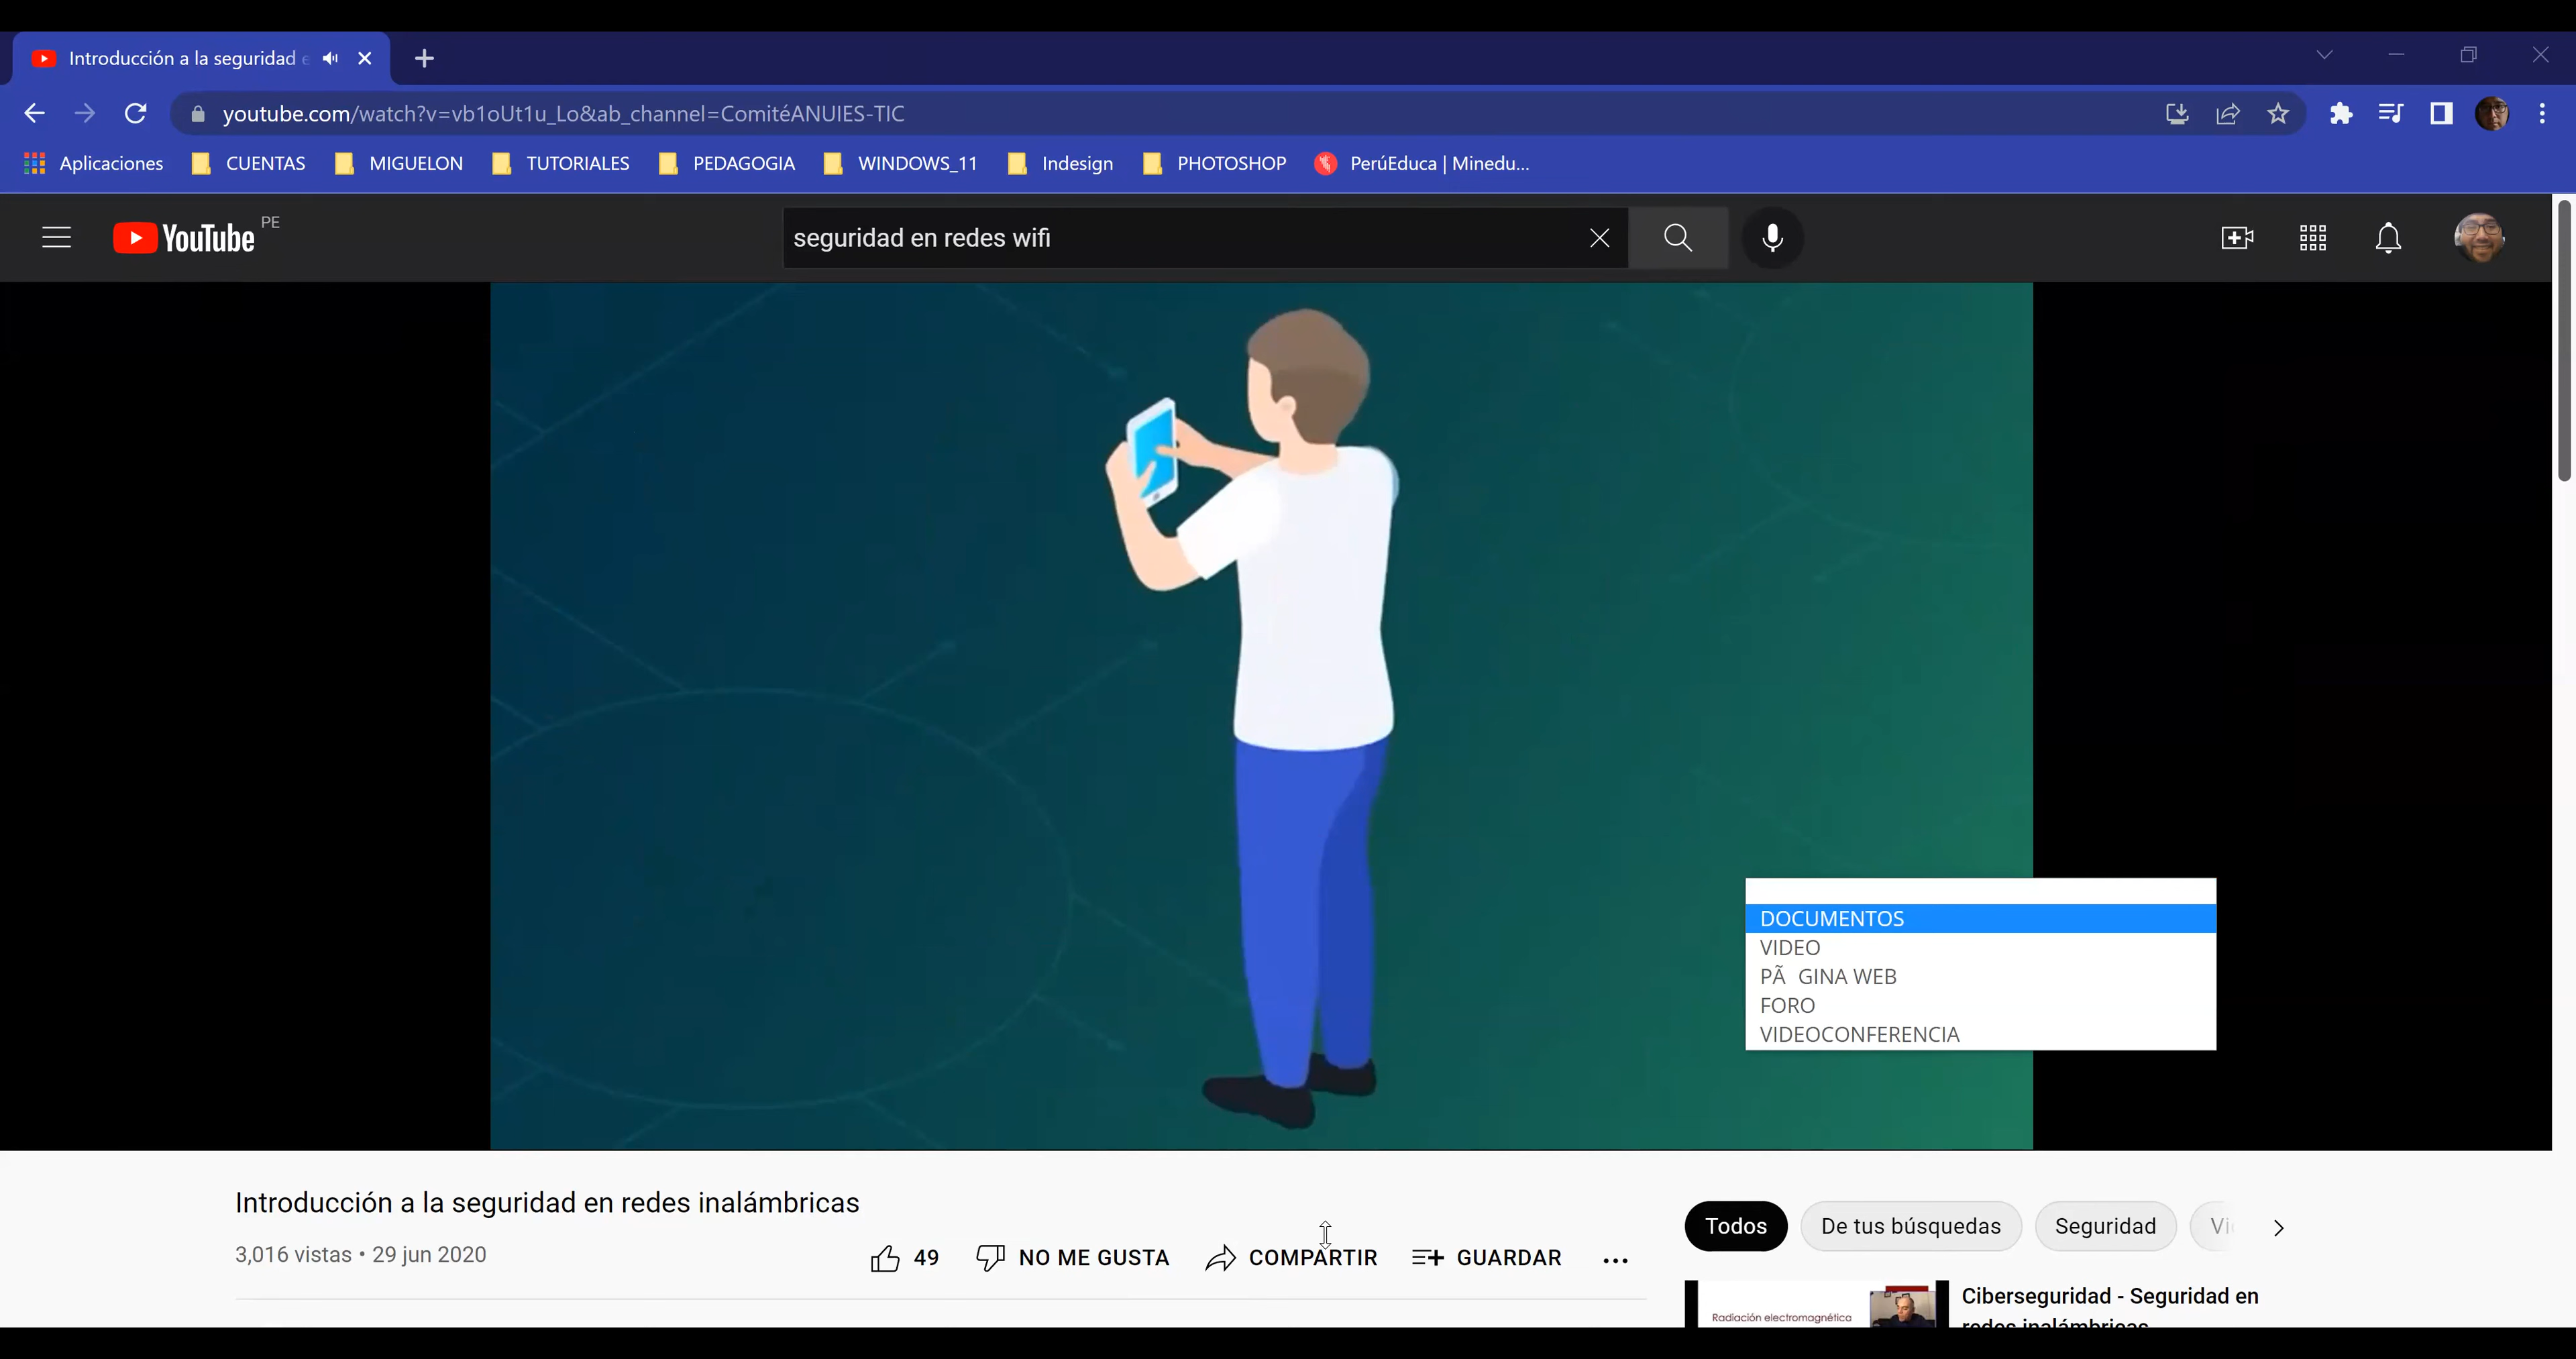 Introducción a la seguridad e
youtube.com/watch?v=vb1oUt1u_Lo&ab_channel=ComitéANUIES-TIC
Aplicaciones CUENTAS MIGUELON TUTORIALES PEDAGOGIA WINDOWS_11 Indesign PHOTOSHOP PerúEduca | Minedu...
YouTube PE
seguridad en redes wifi
DOCUMENTOS
VIDEO
PÃ GINA WEB
FORO
VIDEOCONFERENCIA
Introducción a la seguridad en redes inalámbricas
3,016 vistas • 29 jun 2020
49 NO ME GUSTA COMPARTIR GUARDAR ...
Todos De tus búsquedas Seguridad Vi
Radiación electromagnética
Ciberseguridad - Seguridad en
redes inalámbricas